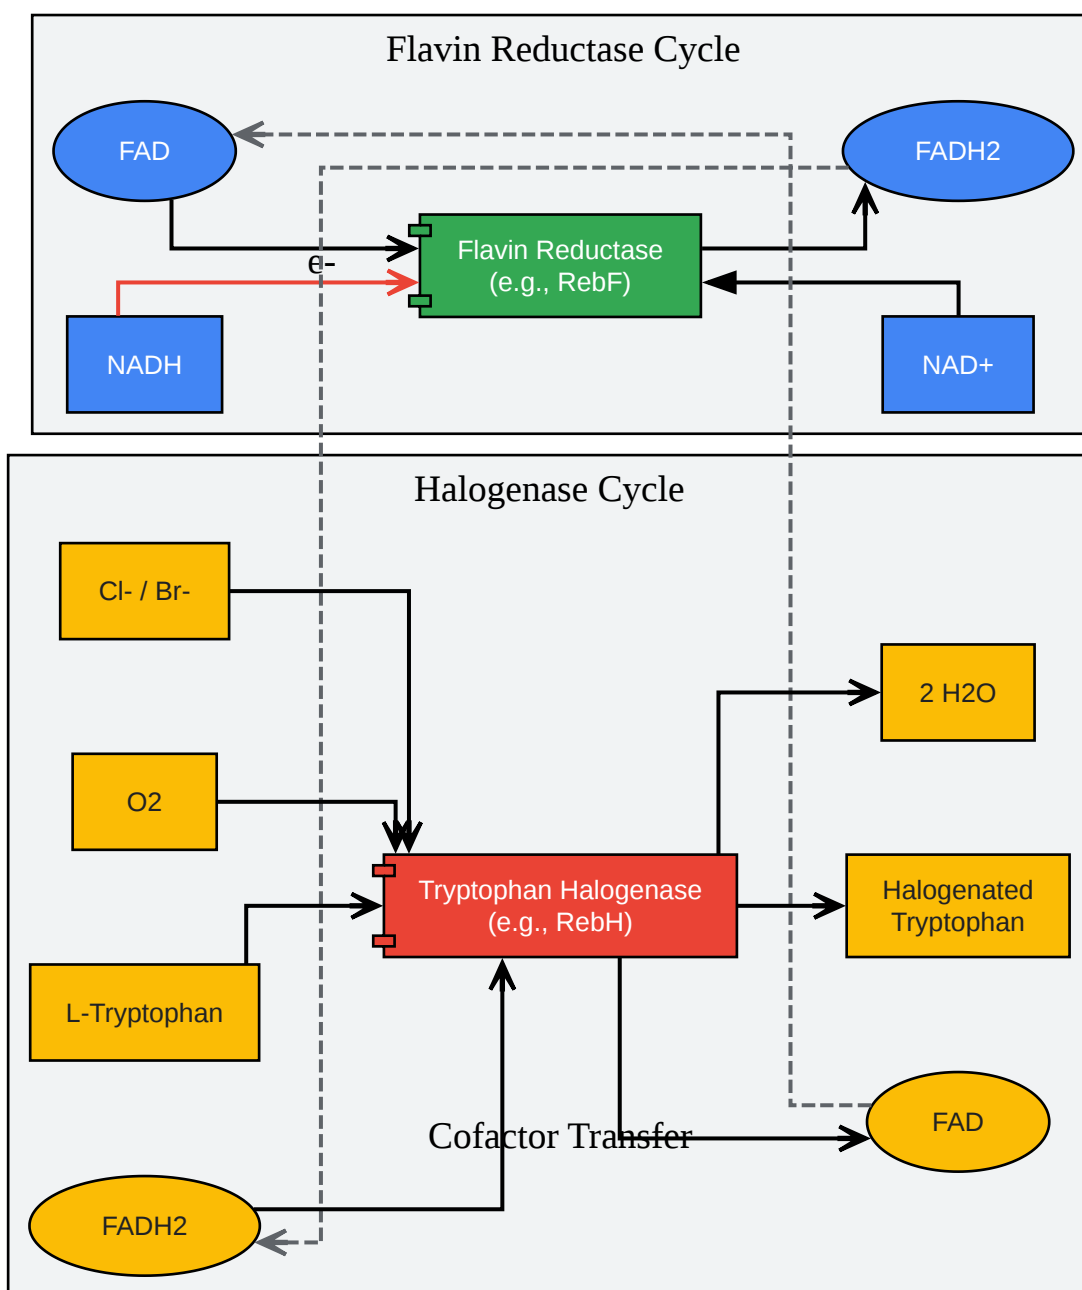 Flavin Reductase Cycle
FAD
FADH2
Flavin Reductase
(e.g., RebF)
e-
NADH
NAD+
Halogenase Cycle
Cl- / Br-
2 H2O
O2
Tryptophan Halogenase
(e.g., RebH)
Halogenated
Tryptophan
L-Tryptophan
FAD
Cofactor Transfer
FADH2